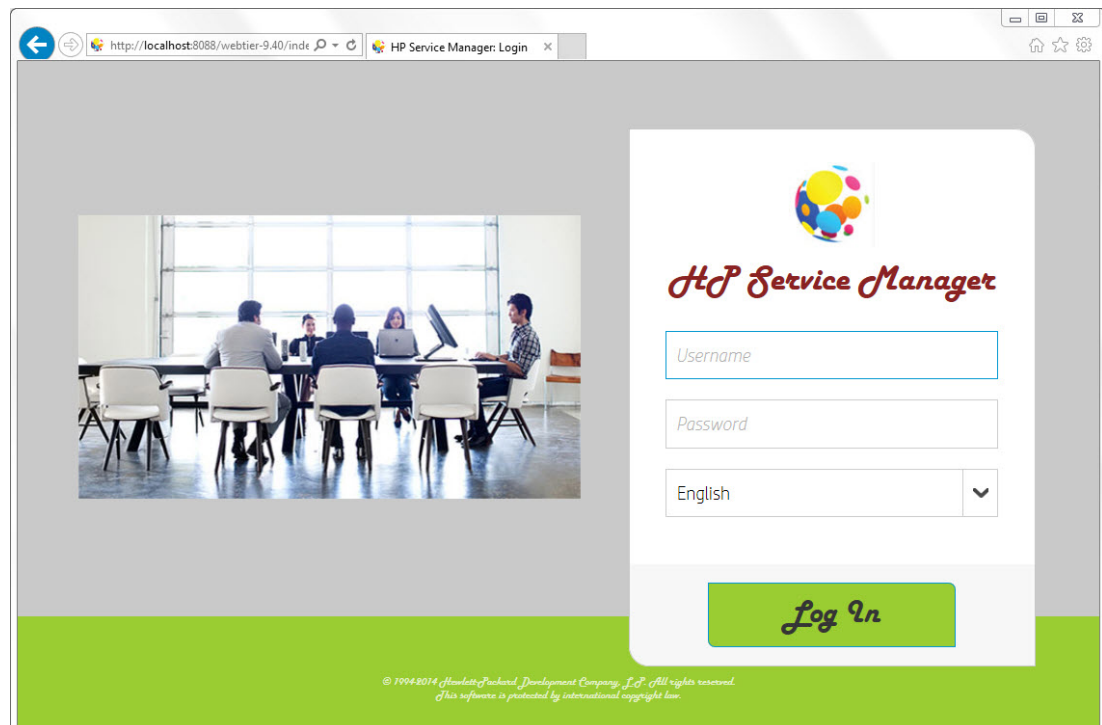 http://localhost:8088/webtier-9.40/inde
HP Service Manager: Login
HP Service Manager
Username
Password
English
Log In
© 1994-2014 Hewlett-Packard Development Company, L.P. All rights reserved.
This software is protected by international copyright law.